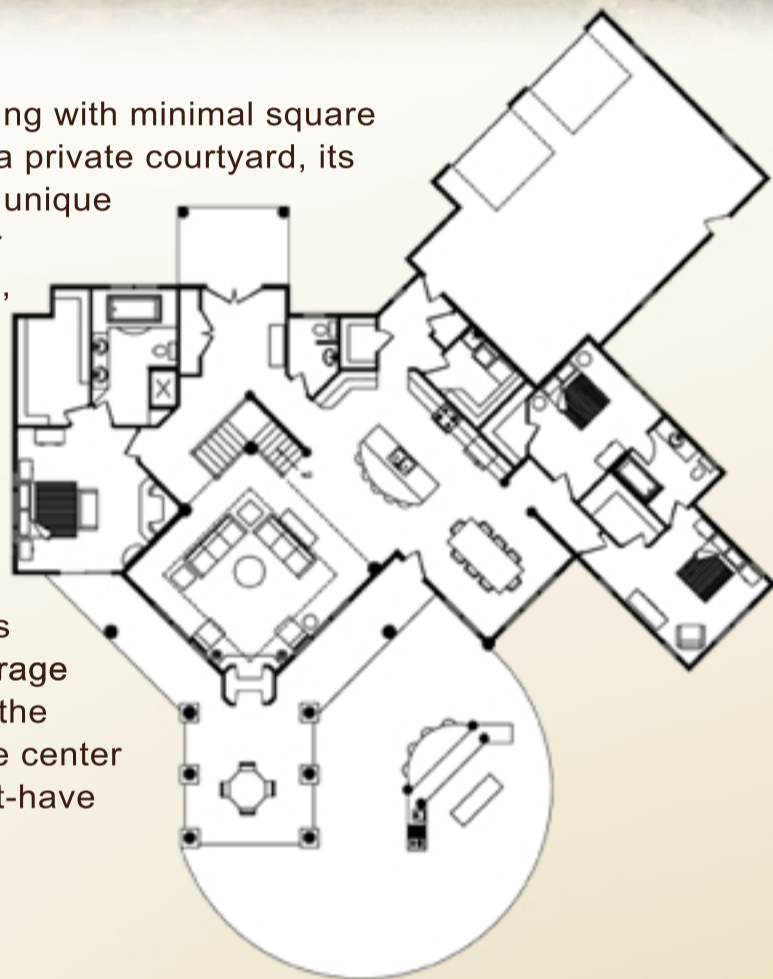 ng with minimal square
a private courtyard, its
unique
,
s
rage
the
e center
t-have